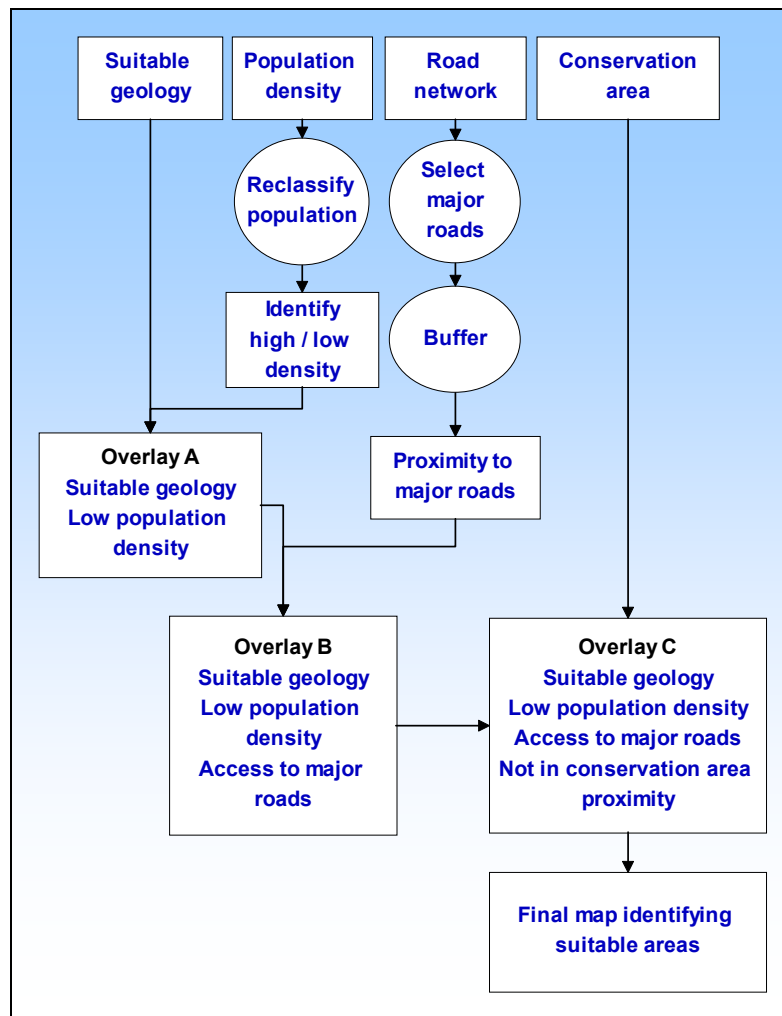 Suitable
geology
Population
density
Road
network
Conservation
area
Reclassify
population
Select
major
roads
Identify
high / low
density
Buffer
Overlay A
Suitable geology
Low population
density
Proximity to
major roads
Overlay B
Suitable geology
Low population
density
Access to major
roads
Overlay C
Suitable geology
Low population density
Access to major roads
Not in conservation area
proximity
Final map identifying
suitable areas